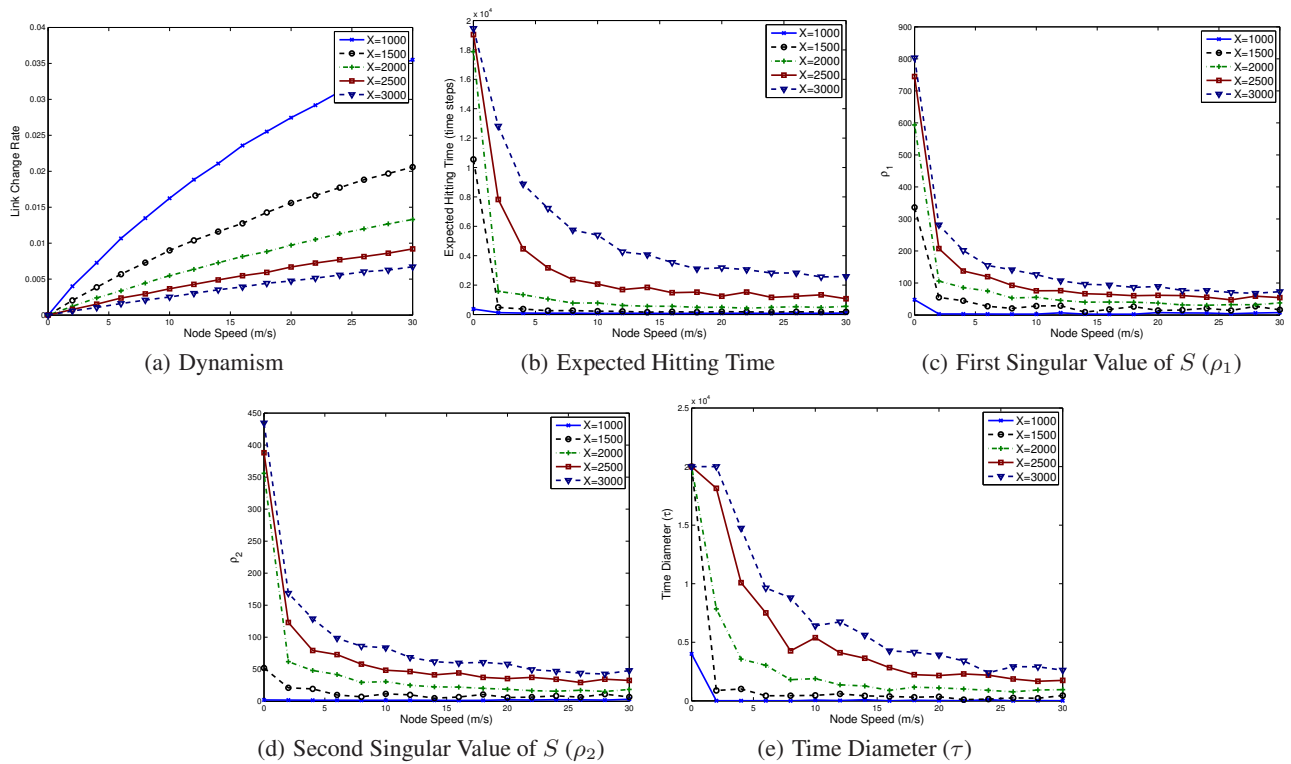 0.04
0.035
0.03
0.025
0.02
0.015
0.01
0.005
0
Link Change Rate
0 5 10 15 20 25 30
Node Speed (m/s)
X=1000
X=1500
X=2000
X=2500
X=3000
(a) Dynamism
x 10⁴
2
1.8
1.6
1.4
1.2
1
0.8
0.6
0.4
0.2
0
Expected Hitting Time (time steps)
0 5 10 15 20 25 30
Node Speed (m/s)
X=1000
X=1500
X=2000
X=2500
X=3000
(b) Expected Hitting Time
900
800
700
600
500
400
300
200
100
0
ρ₁
0 5 10 15 20 25 30
Node Speed (m/s)
X=1000
X=1500
X=2000
X=2500
X=3000
(c) First Singular Value of S (ρ₁)
450
400
350
300
250
200
150
100
50
0
ρ₂
0 5 10 15 20 25 30
Node Speed (m/s)
X=1000
X=1500
X=2000
X=2500
X=3000
(d) Second Singular Value of S (ρ₂)
x 10⁴
2.5
2
1.5
1
0.5
0
Time Diameter (τ)
0 5 10 15 20 25 30
Node Speed (m/s)
X=1000
X=1500
X=2000
X=2500
X=3000
(e) Time Diameter (τ)